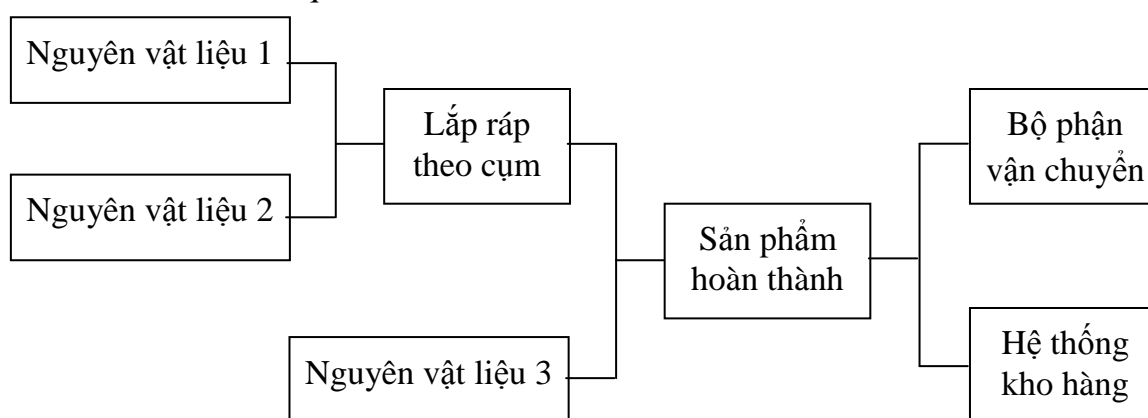 Nguyên vật liệu 1
Nguyên vật liệu 2
Lắp ráp
theo cụm
Nguyên vật liệu 3
Sản phẩm
hoàn thành
Bộ phận
vận chuyển
Hệ thống
kho hàng